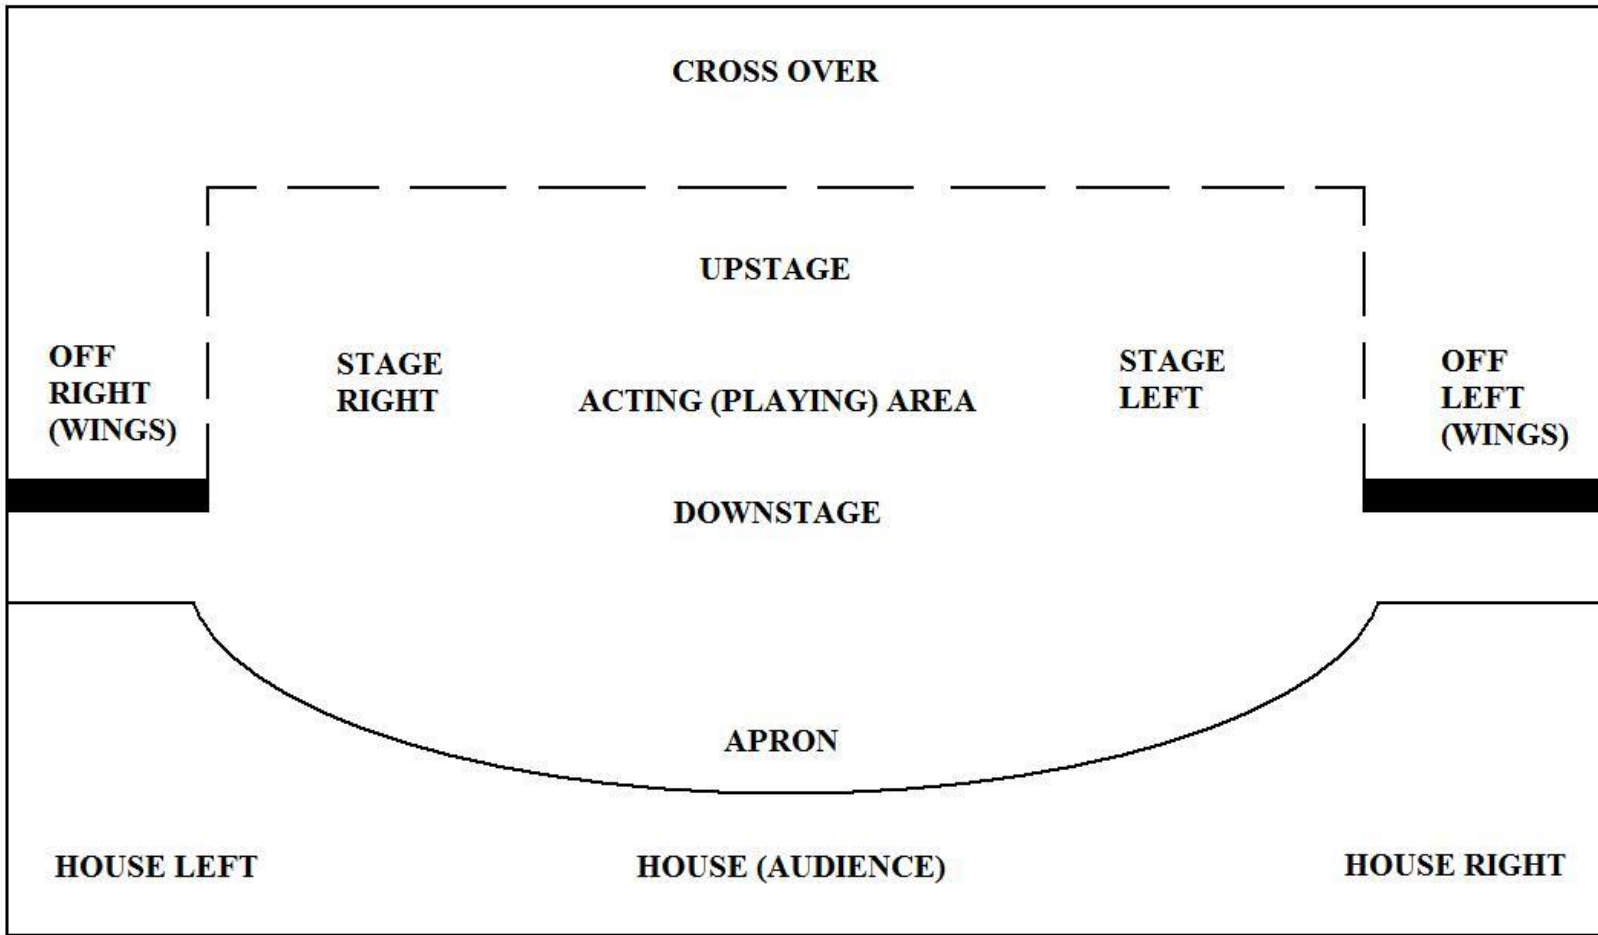 CROSS OVER
UPSTAGE
OFF
RIGHT
(WINGS)
STAGE
RIGHT
ACTING (PLAYING) AREA
STAGE
LEFT
OFF
LEFT
(WINGS)
DOWNSTAGE
APRON
HOUSE LEFT
HOUSE (AUDIENCE)
HOUSE RIGHT